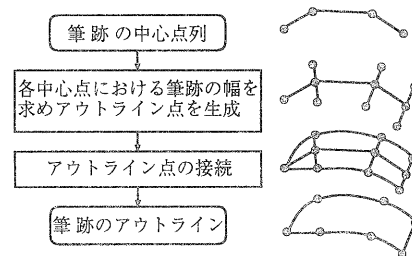 筆跡の中心点列
各中心点における筆跡の幅を
求めアウトライン点を生成
アウトライン点の接続
筆跡のアウトライン